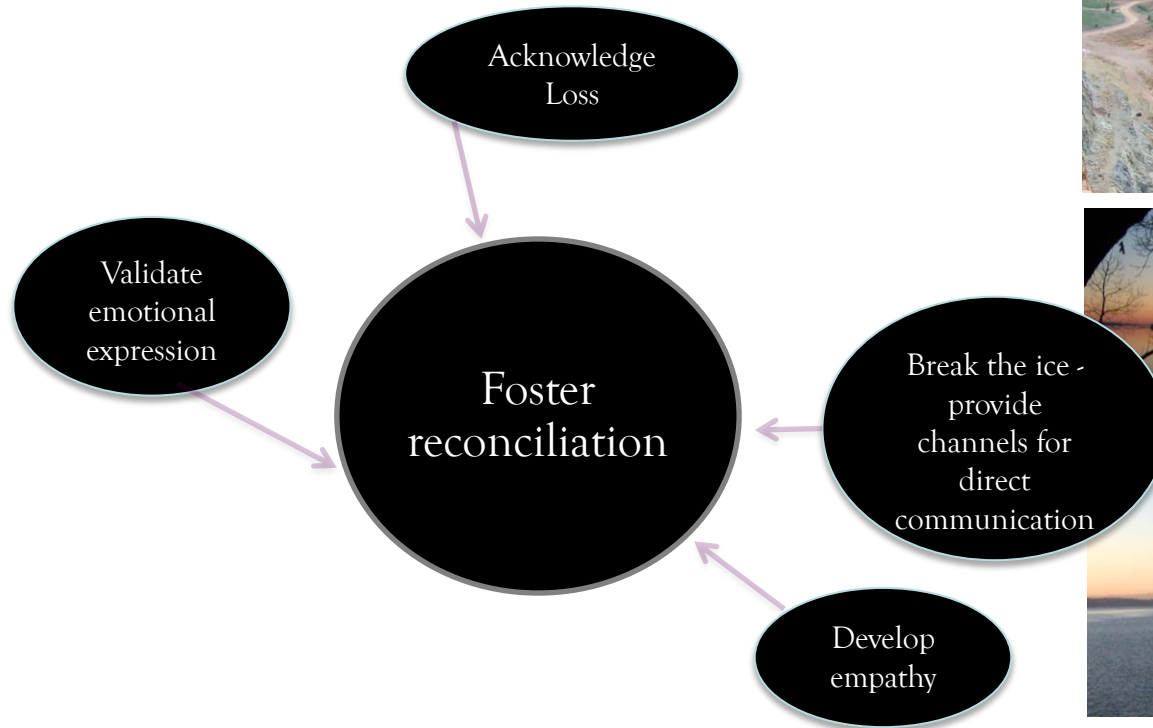 Acknowledge
Loss
Validate
emotional
expression
Foster
reconciliation
Break the ice -
provide
channels for
direct
communication
Develop
empathy